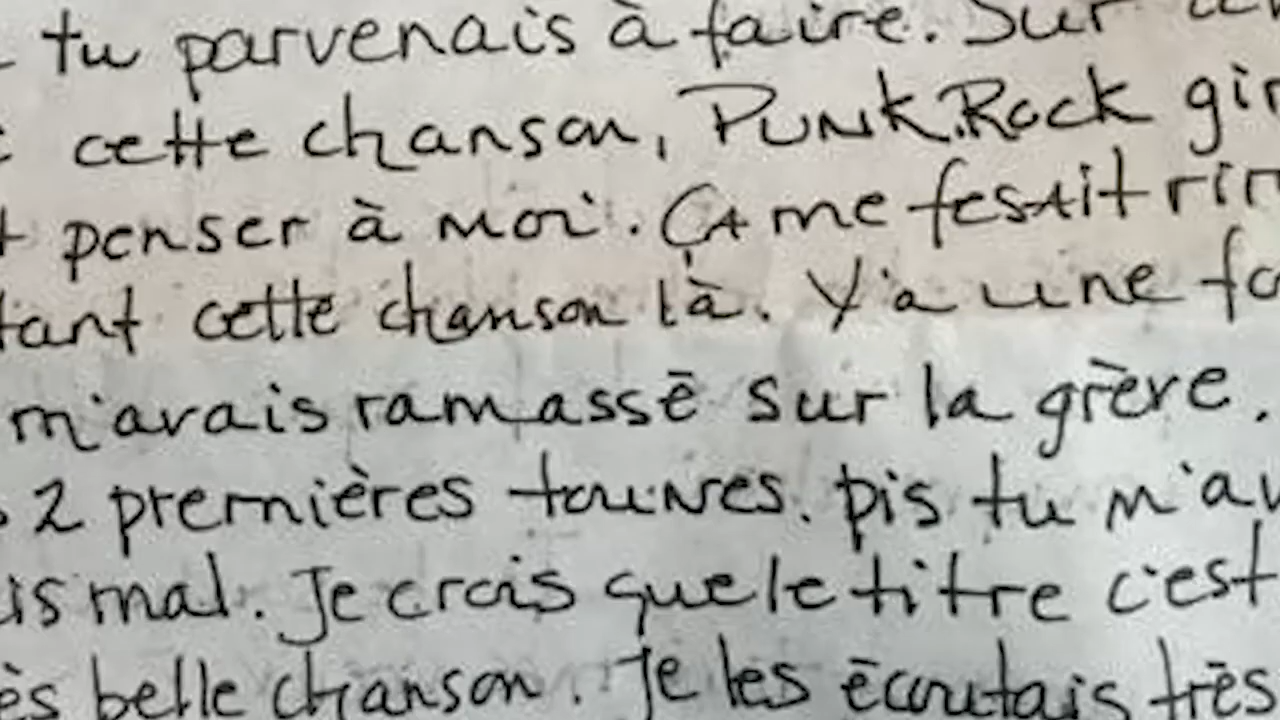 tu parvenais à faire. Sur
cette chanson, Punk.Rock gir
penser à moi. Ça me fesait rir
tant cette chanson là. Y'a une fo
m'avais ramassé sur la grève.
2 premières tounes. pis tu m'av
is mal. Je crois que le titre c'est
ès belle chanson. Je les écoutais très